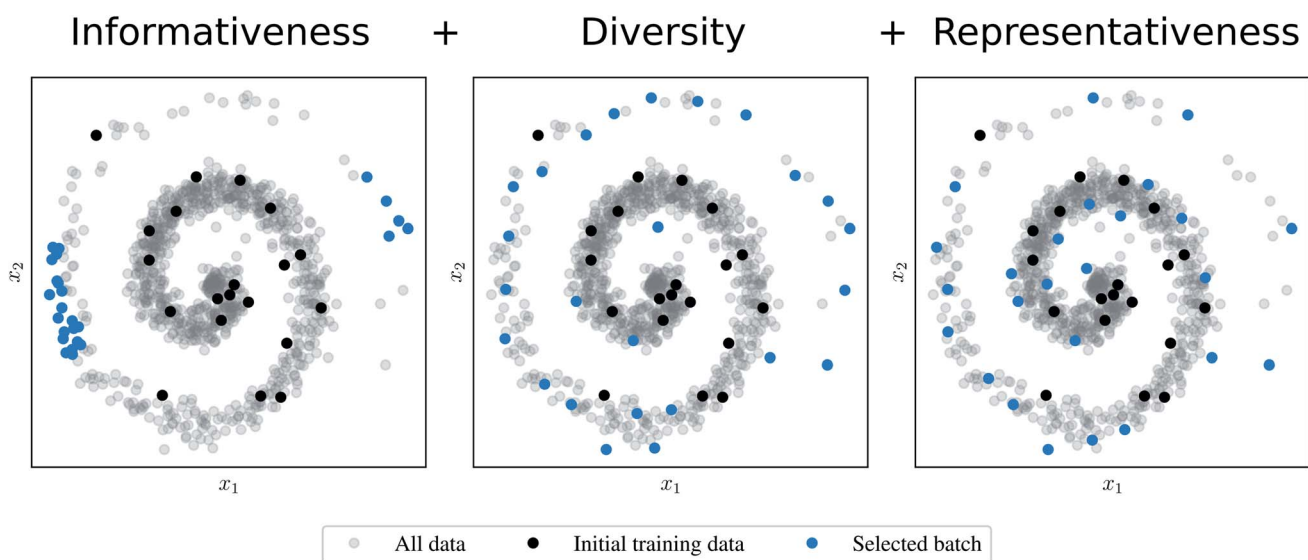 Informativeness + Diversity + Representativeness
x₂ x₂ x₂
x₁ x₁ x₁
All data Initial training data Selected batch